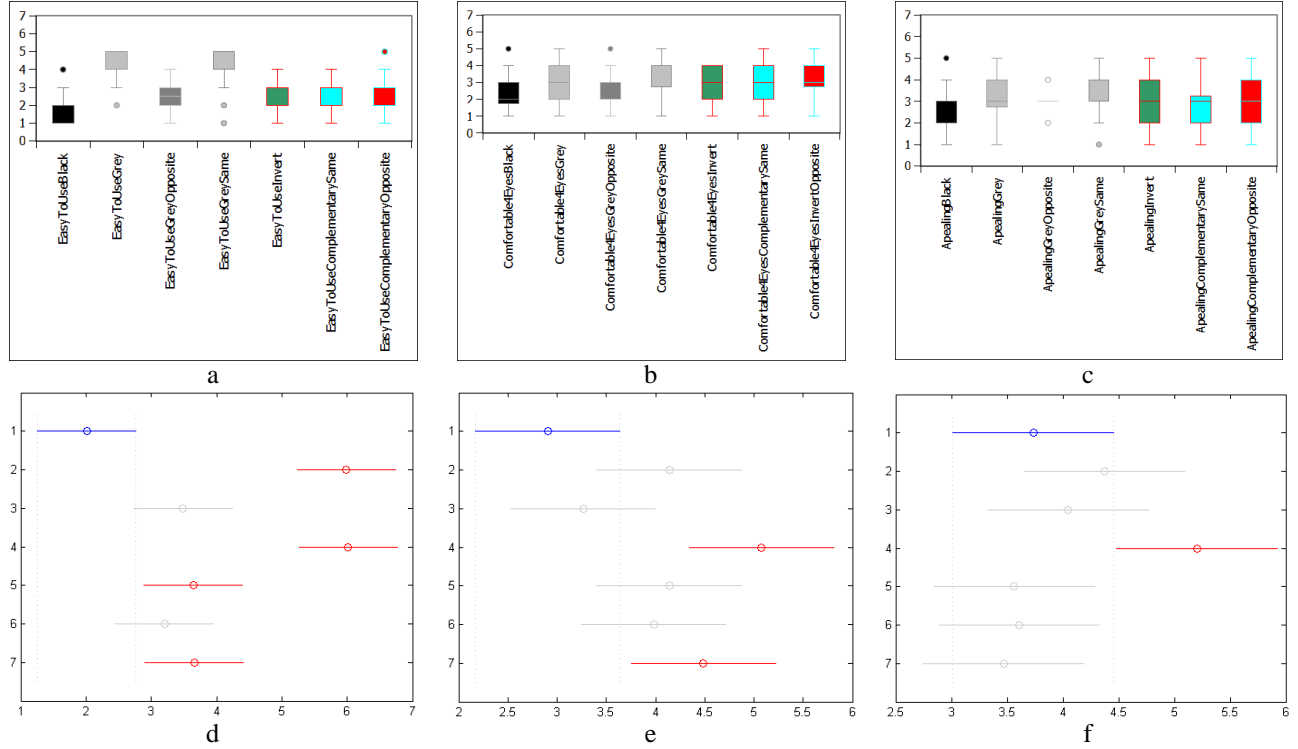 7
6
5
4
3
2
1
0
EasyToUseBlack
EasyToUseGrey
EasyToUseGreyOpposite
EasyToUseGreySame
EasyToUseInvert
EasyToUseComplementarySame
EasyToUseComplementaryOpposite
a
7
6
5
4
3
2
1
0
Comfortable4EyesBlack
Comfortable4EyesGrey
Comfortable4EyesGreyOpposite
Comfortable4EyesGreySame
Comfortable4EyesInvert
Comfortable4EyesComplementarySame
Comfortable4EyesInvertOpposite
b
7
6
5
4
3
2
1
0
ApealingBlack
ApealingGrey
ApealingGreyOpposite
ApealingGreySame
ApealingInvert
ApealingComplementarySame
ApealingComplementaryOpposite
c
1
2
3
4
5
6
7
1 2 3 4 5 6 7
d
1
2
3
4
5
6
7
2 2.5 3 3.5 4 4.5 5 5.5 6
e
1
2
3
4
5
6
7
2.5 3 3.5 4 4.5 5 5.5 6
f